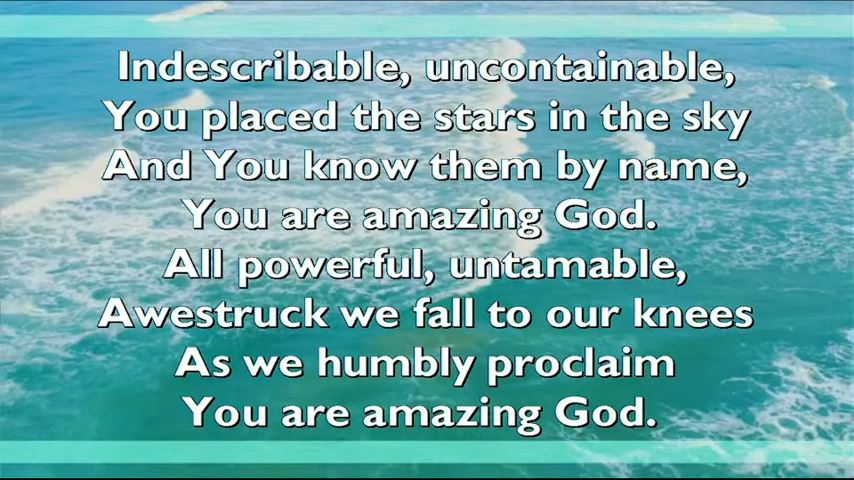 Indescribable, uncontainable,
You placed the stars in the sky
And You know them by name,
You are amazing God.
All powerful, untamable,
Awestruck we fall to our knees
As we humbly proclaim
You are amazing God.